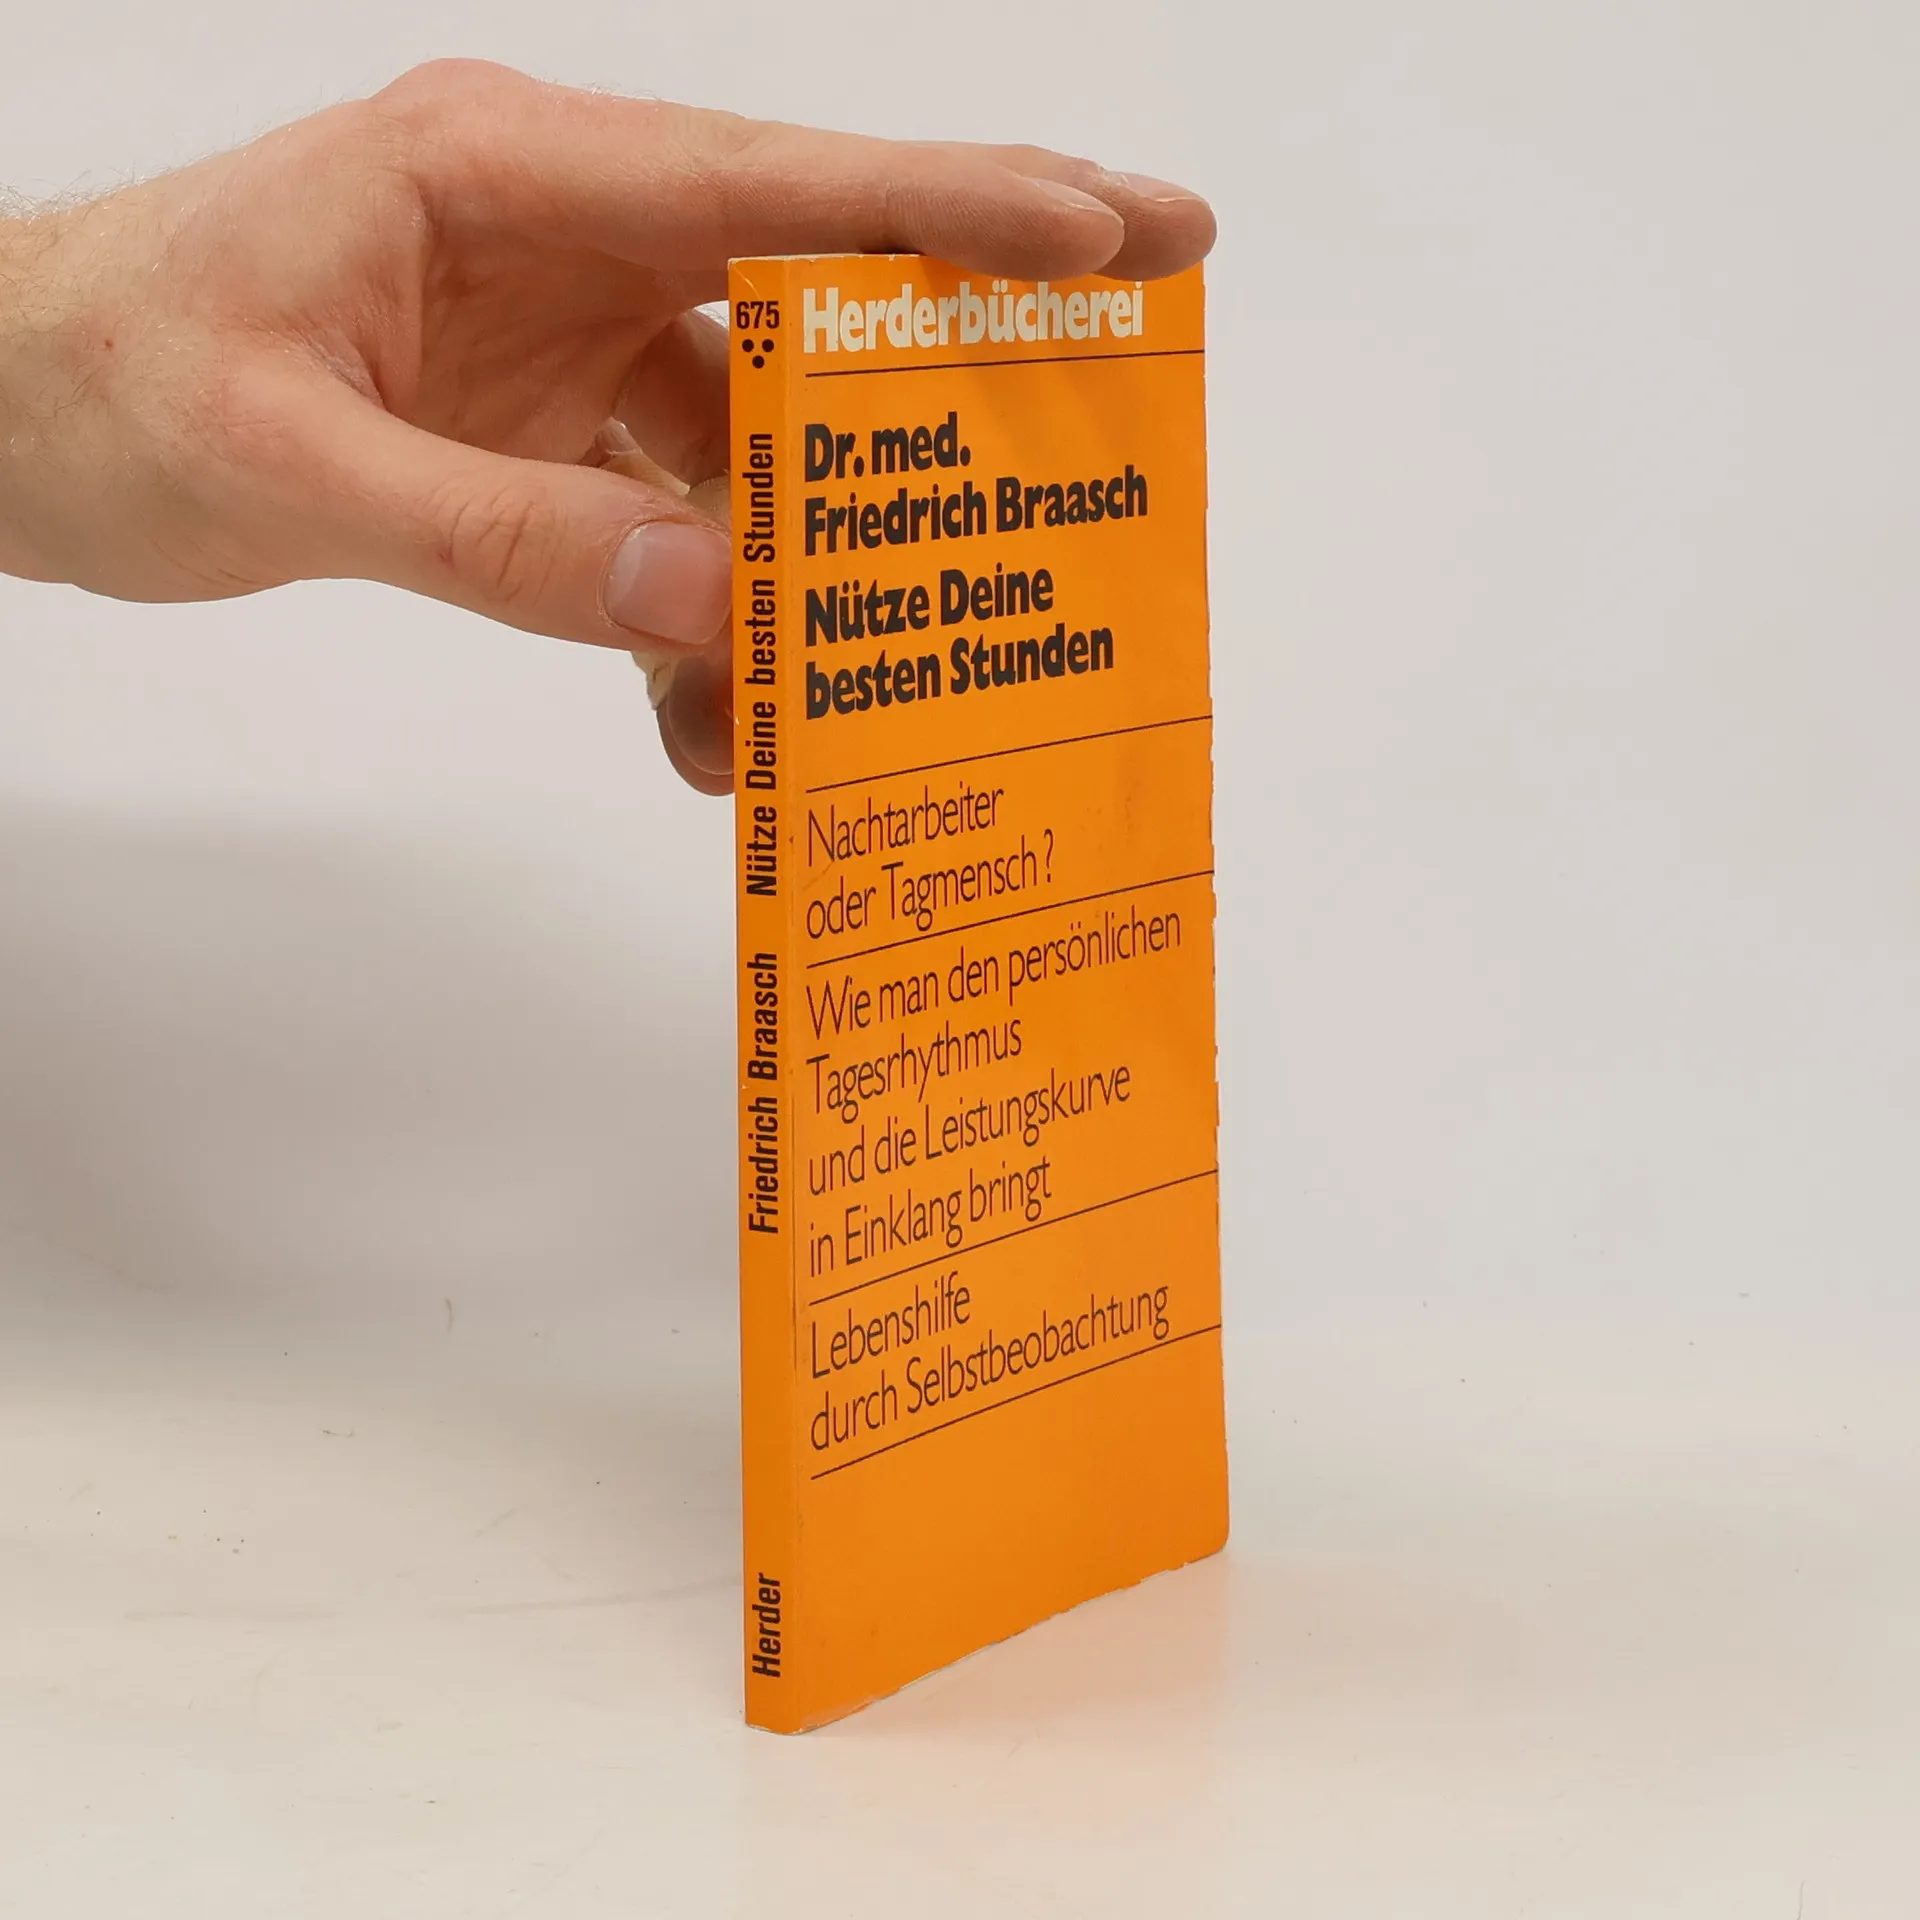 675
Nütze Deine besten Stunden
Friedrich Braasch
Herder
Herderbücherei
Dr. med.
Friedrich Braasch
Nütze Deine
besten Stunden
Nachtarbeiter
oder Tagmensch?
Wie man den persönlichen
Tagesrhythmus
und die Leistungskurve
in Einklang bringt
Lebenshilfe
durch Selbstbeobachtung